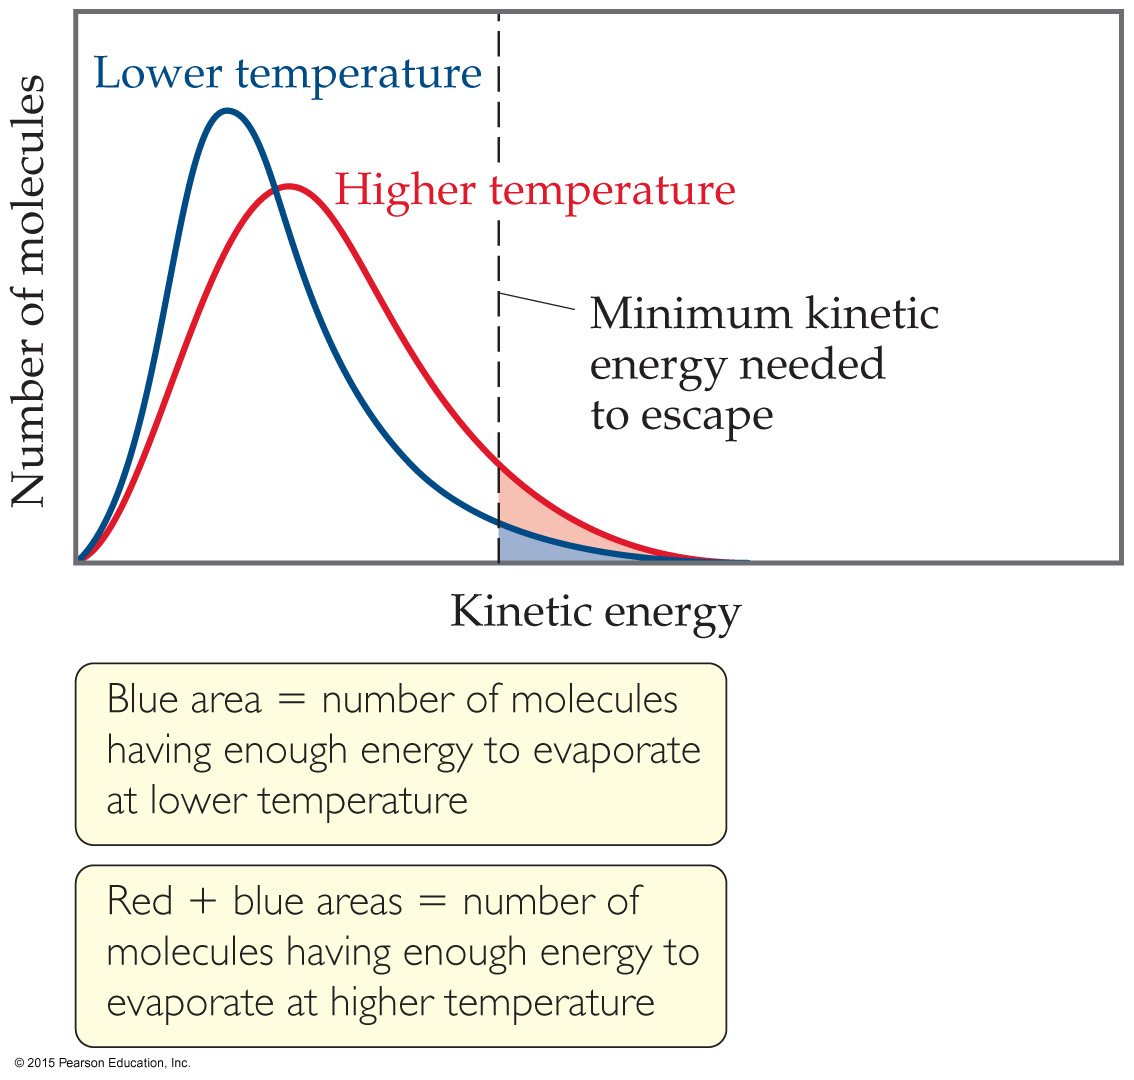 Lower temperature
Higher temperature
Number of molecules
Minimum kinetic
energy needed
to escape
Kinetic energy
Blue area = number of molecules
having enough energy to evaporate
at lower temperature
Red + blue areas = number of
molecules having enough energy to
evaporate at higher temperature
© 2015 Pearson Education, Inc.